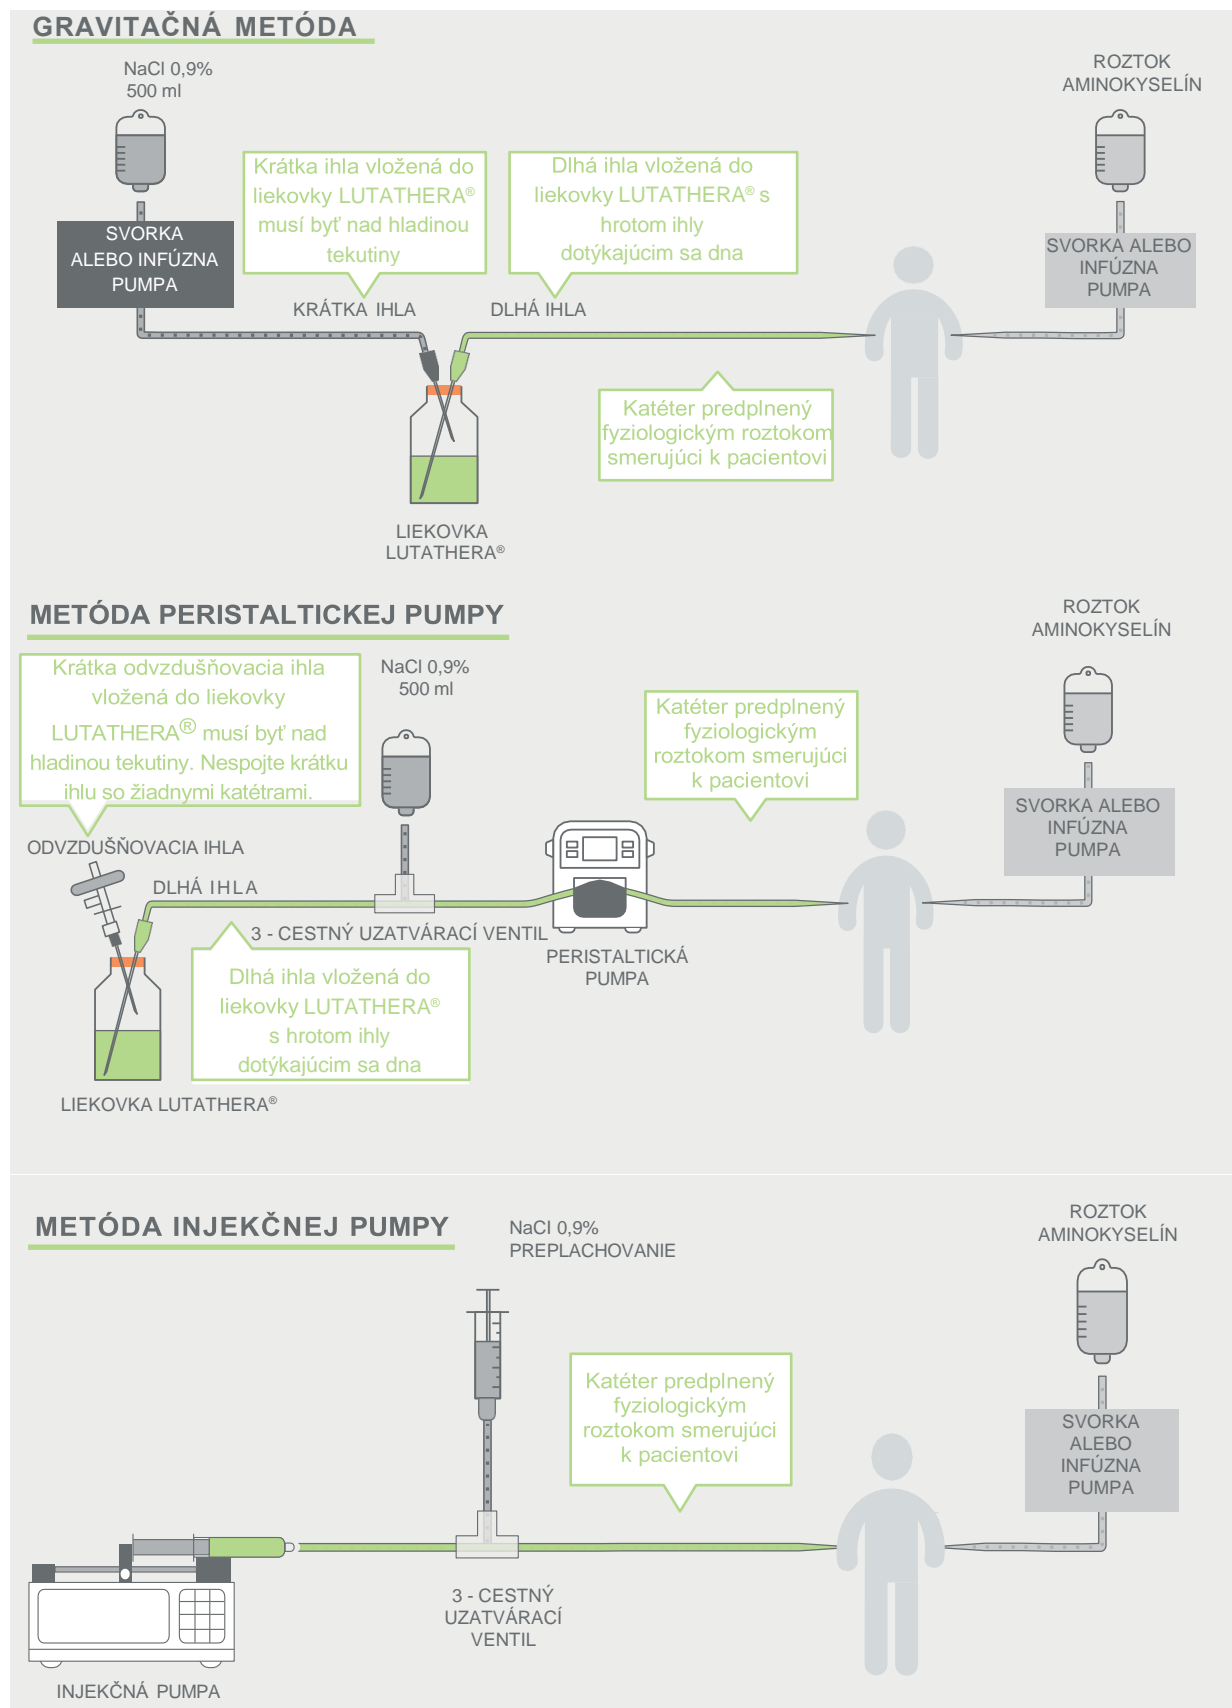 GRAVITAČNÁ METÓDA
NaCl 0,9%
500 ml
ROZTOK
AMINOKYSELÍN
Krátka ihla vložená do
liekovky LUTATHERA®
musí byť nad hladinou
tekutiny
Dlhá ihla vložená do
liekovky LUTATHERA® s
hrotom ihly
dotýkajúcim sa dna
SVORKA
ALEBO INFÚZNA
PUMPA
SVORKA ALEBO
INFÚZNA
PUMPA
KRÁTKA IHLA
DLHÁ IHLA
Katéter predplnený
fyziologickým roztokom
smerujúci k pacientovi
LIEKOVKA
LUTATHERA®
METÓDA PERISTALTICKEJ PUMPY
ROZTOK
AMINOKYSELÍN
Krátka odvzdušňovacia ihla
vložená do liekovky
LUTATHERA® musí byť nad
hladinou tekutiny. Nespojte krátku
ihlu so žiadnymi katétrami.
NaCl 0,9%
500 ml
Katéter predplnený
fyziologickým
roztokom smerujúci
k pacientovi
SVORKA ALEBO
INFÚZNA
PUMPA
ODVZDUŠŇOVACIA IHLA
DLHÁ IHLA
3 - CESTNÝ UZATVÁRACÍ VENTIL
PERISTALTICKÁ
PUMPA
Dlhá ihla vložená do
liekovky LUTATHERA®
s hrotom ihly
dotýkajúcim sa dna
LIEKOVKA LUTATHERA®
METÓDA INJEKČNEJ PUMPY
NaCl 0,9%
PREPLACHOVANIE
ROZTOK
AMINOKYSELÍN
Katéter predplnený
fyziologickým
roztokom smerujúci
k pacientovi
SVORKA
ALEBO
INFÚZNA
PUMPA
3 - CESTNÝ
UZATVÁRACÍ
VENTIL
INJEKČNÁ PUMPA